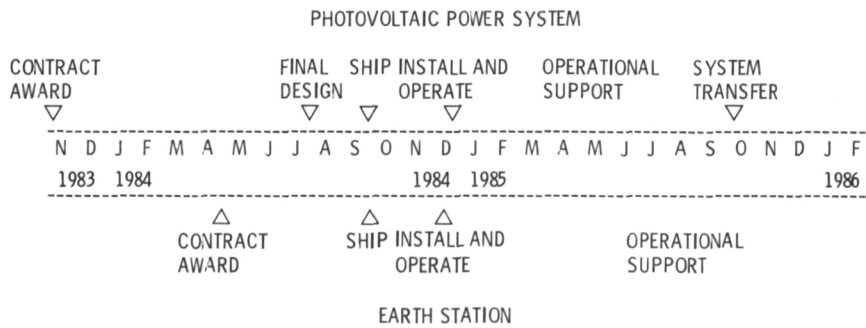 PHOTOVOLTAIC POWER SYSTEM
CONTRACT AWARD
FINAL DESIGN
SHIP
INSTALL AND OPERATE
OPERATIONAL SUPPORT
SYSTEM TRANSFER
N D J F M A M J J A S O N D J F M A M J J A S O N D J F
1983 1984 1984 1985 1986
CONTRACT AWARD
SHIP
INSTALL AND OPERATE
OPERATIONAL SUPPORT
EARTH STATION